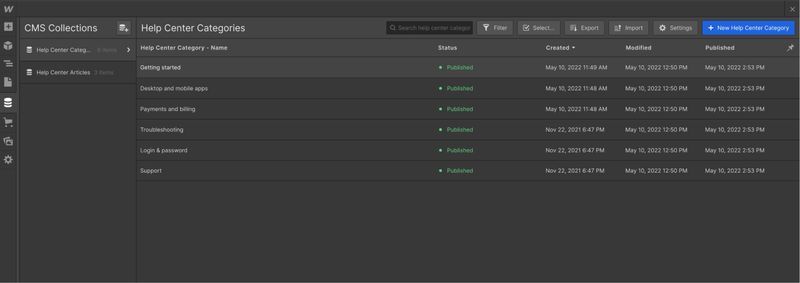 CMS Collections
Help Center Categ... 6 items
Help Center Articles 3 items
Help Center Categories
Search help center categor
Filter
Select...
Export
Import
Settings
+ New Help Center Category
Help Center Category - Name Status Created Modified Published
Getting started Published May 10, 2022 11:49 AM May 10, 2022 12:50 PM May 10, 2022 2:53 PM
Desktop and mobile apps Published May 10, 2022 11:48 AM May 10, 2022 12:50 PM May 10, 2022 2:53 PM
Payments and billing Published May 10, 2022 11:48 AM May 10, 2022 12:50 PM May 10, 2022 2:53 PM
Troubleshooting Published Nov 22, 2021 6:47 PM May 10, 2022 12:50 PM May 10, 2022 2:53 PM
Login & password Published Nov 22, 2021 6:47 PM May 10, 2022 12:50 PM May 10, 2022 2:53 PM
Support Published Nov 22, 2021 6:47 PM May 10, 2022 12:50 PM May 10, 2022 2:53 PM